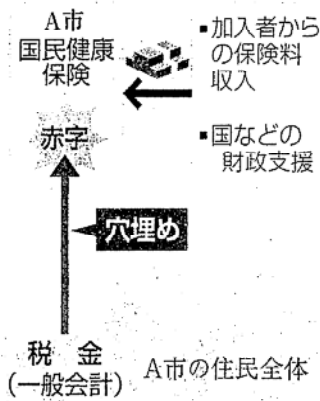 A市
国民健康
保険
▪加入者から
の保険料
収入
赤字
▪国などの
財政支援
穴埋め
税 金
(一般会計)
A市の住民全体